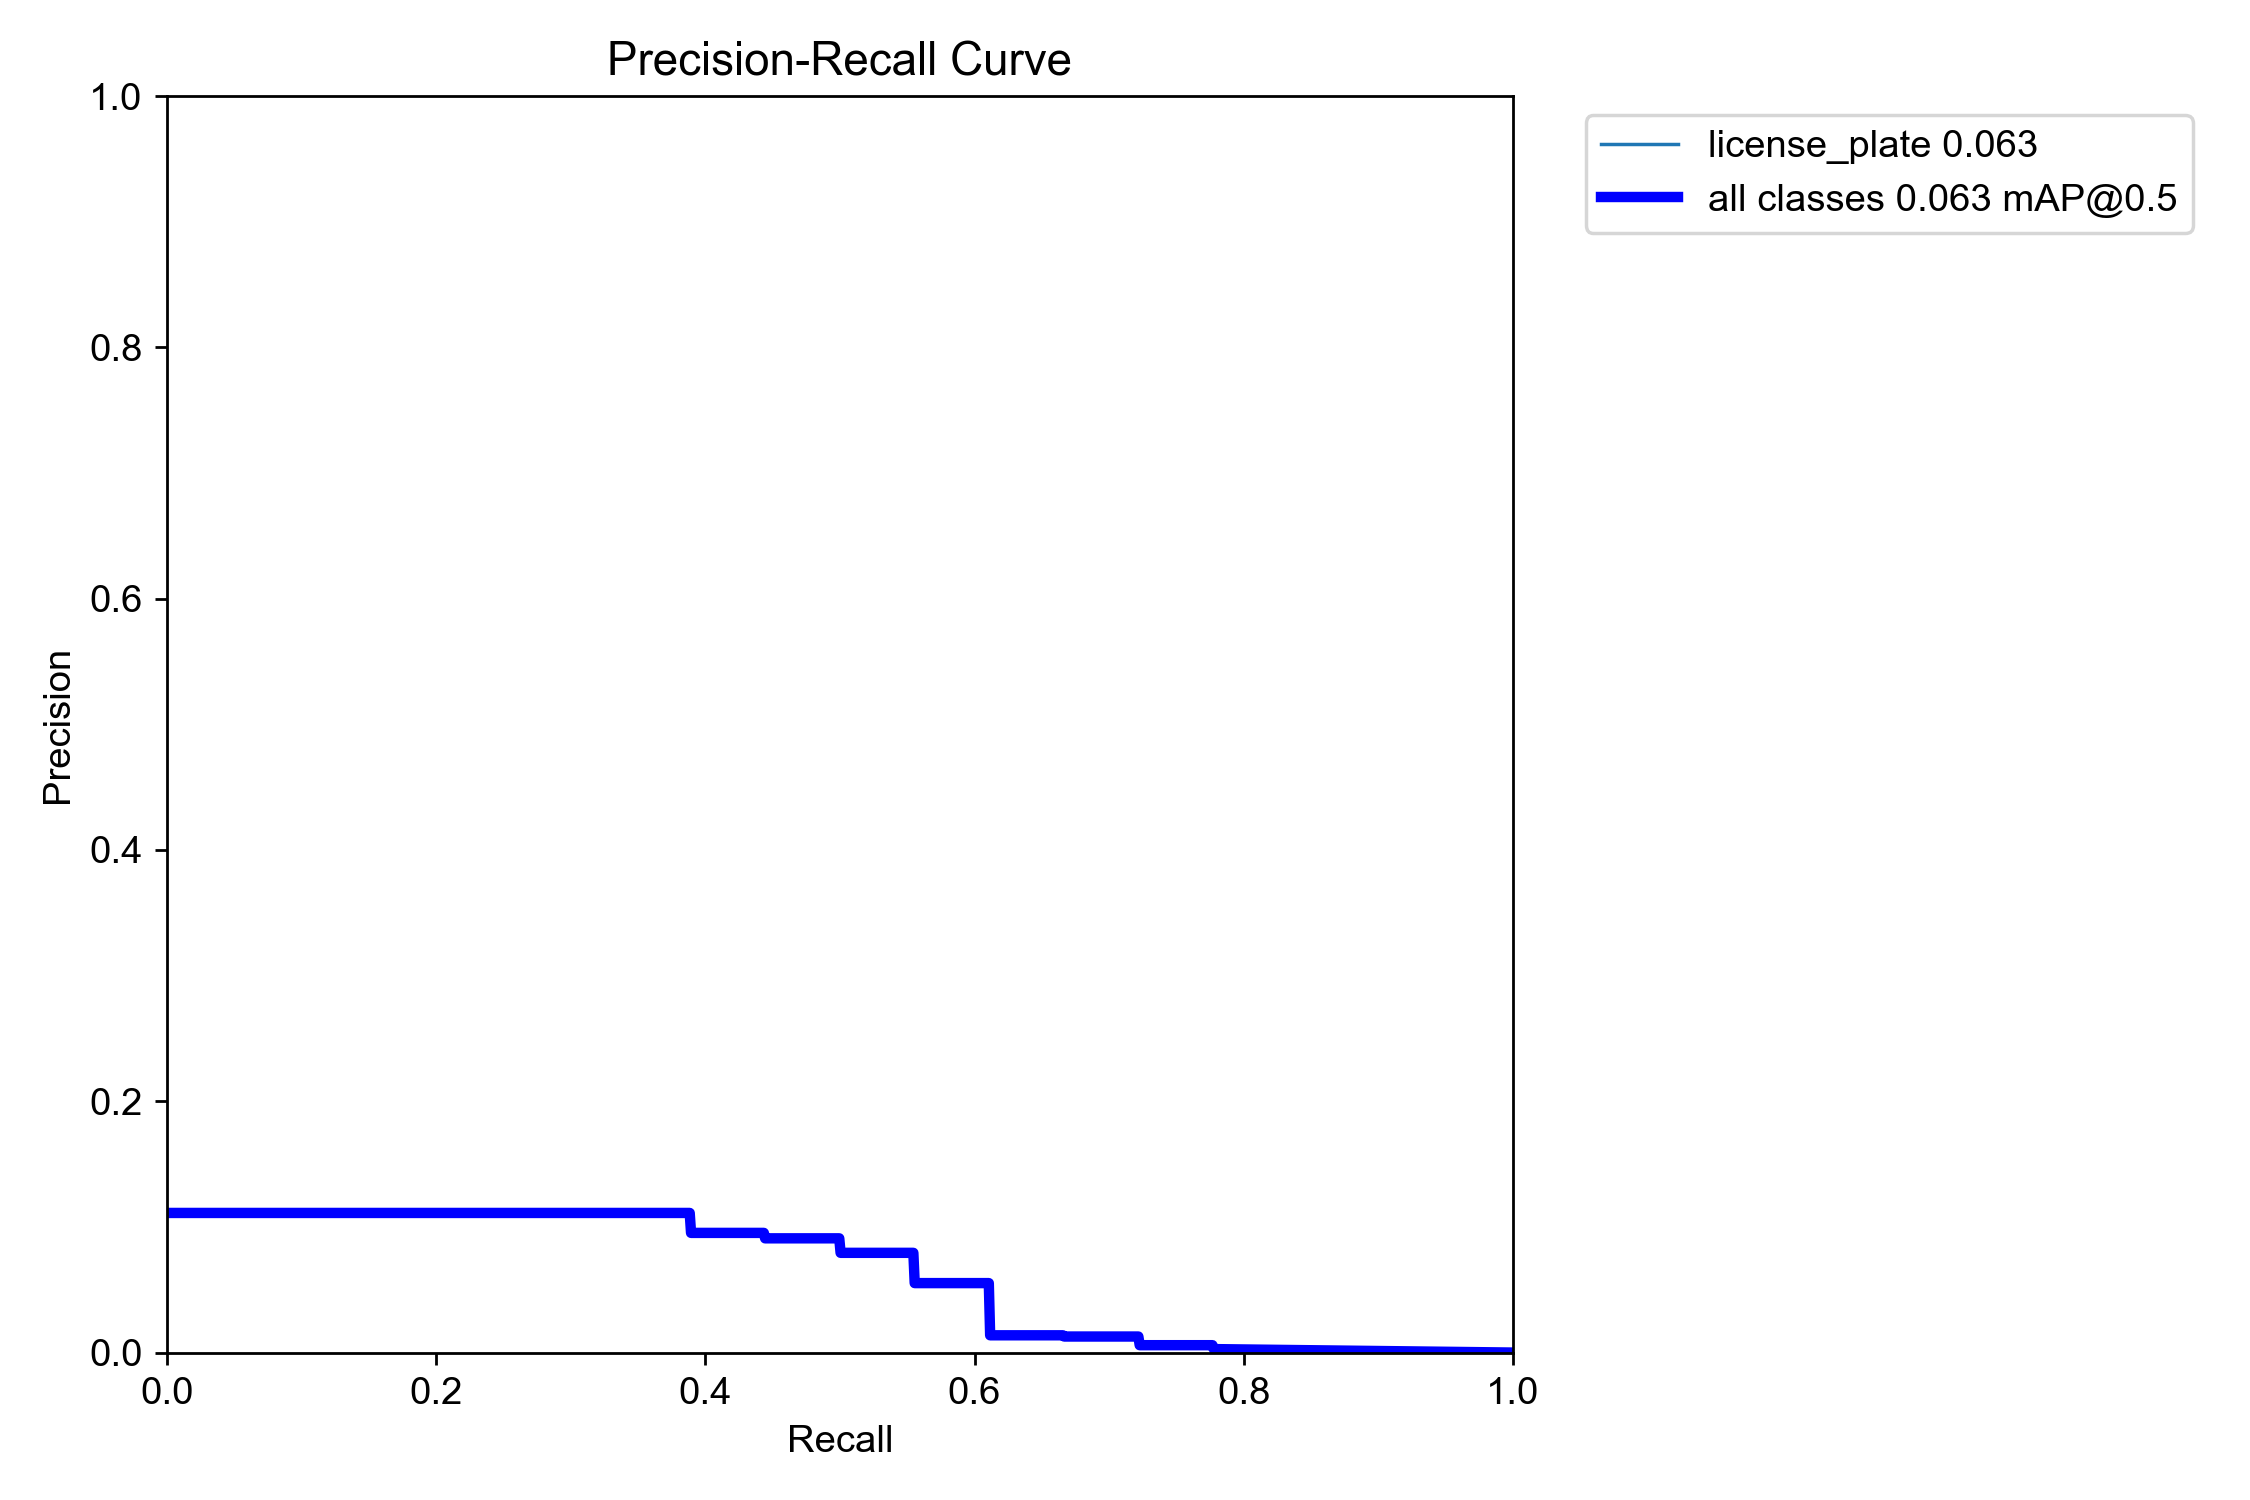 Precision-Recall Curve
1.0
0.8
0.6
0.4
0.2
0.0
Precision
0.0 0.2 0.4 0.6 0.8 1.0
Recall
license_plate 0.063
all classes 0.063 mAP@0.5